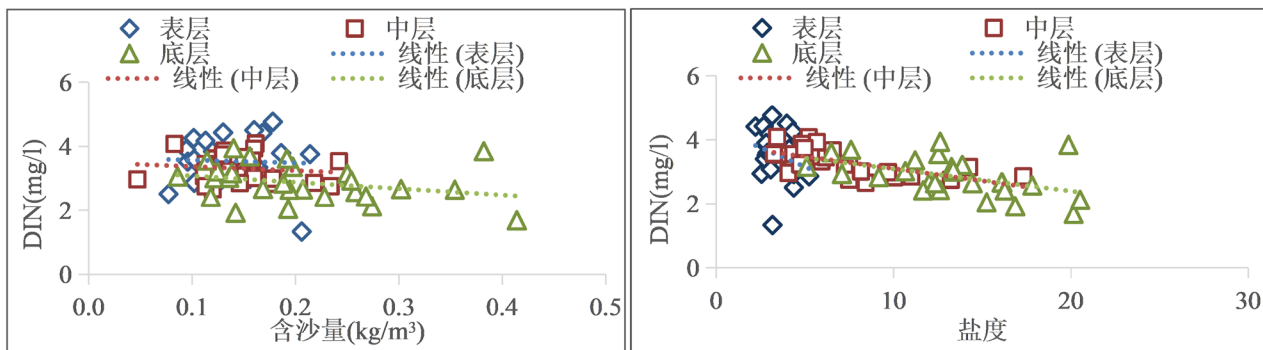 表层 中层
底层 线性 (表层)
线性 (中层) 线性 (底层)
6
4
2
0
DIN(mg/l)
0.0 0.1 0.2 0.3 0.4 0.5
含沙量(kg/m³)
表层 中层
底层 线性 (表层)
线性 (中层) 线性 (底层)
6
4
2
0
DIN(mg/l)
0 10 20 30
盐度